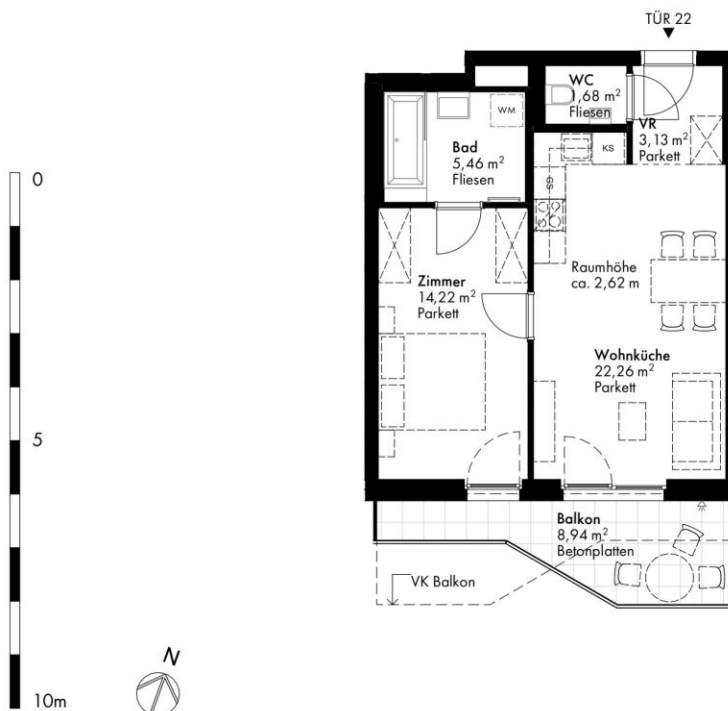 TÜR 22
WC
1,68 m²
Fliesen
VR
3,13 m²
Parkett
WM
KS
GS
Bad
5,46 m²
Fliesen
0
Zimmer
14,22 m²
Parkett
Raumhöhe
ca. 2,62 m
Wohnküche
22,26 m²
Parkett
5
Balkon
8,94 m²
Betonplatten
VK Balkon
N
10m